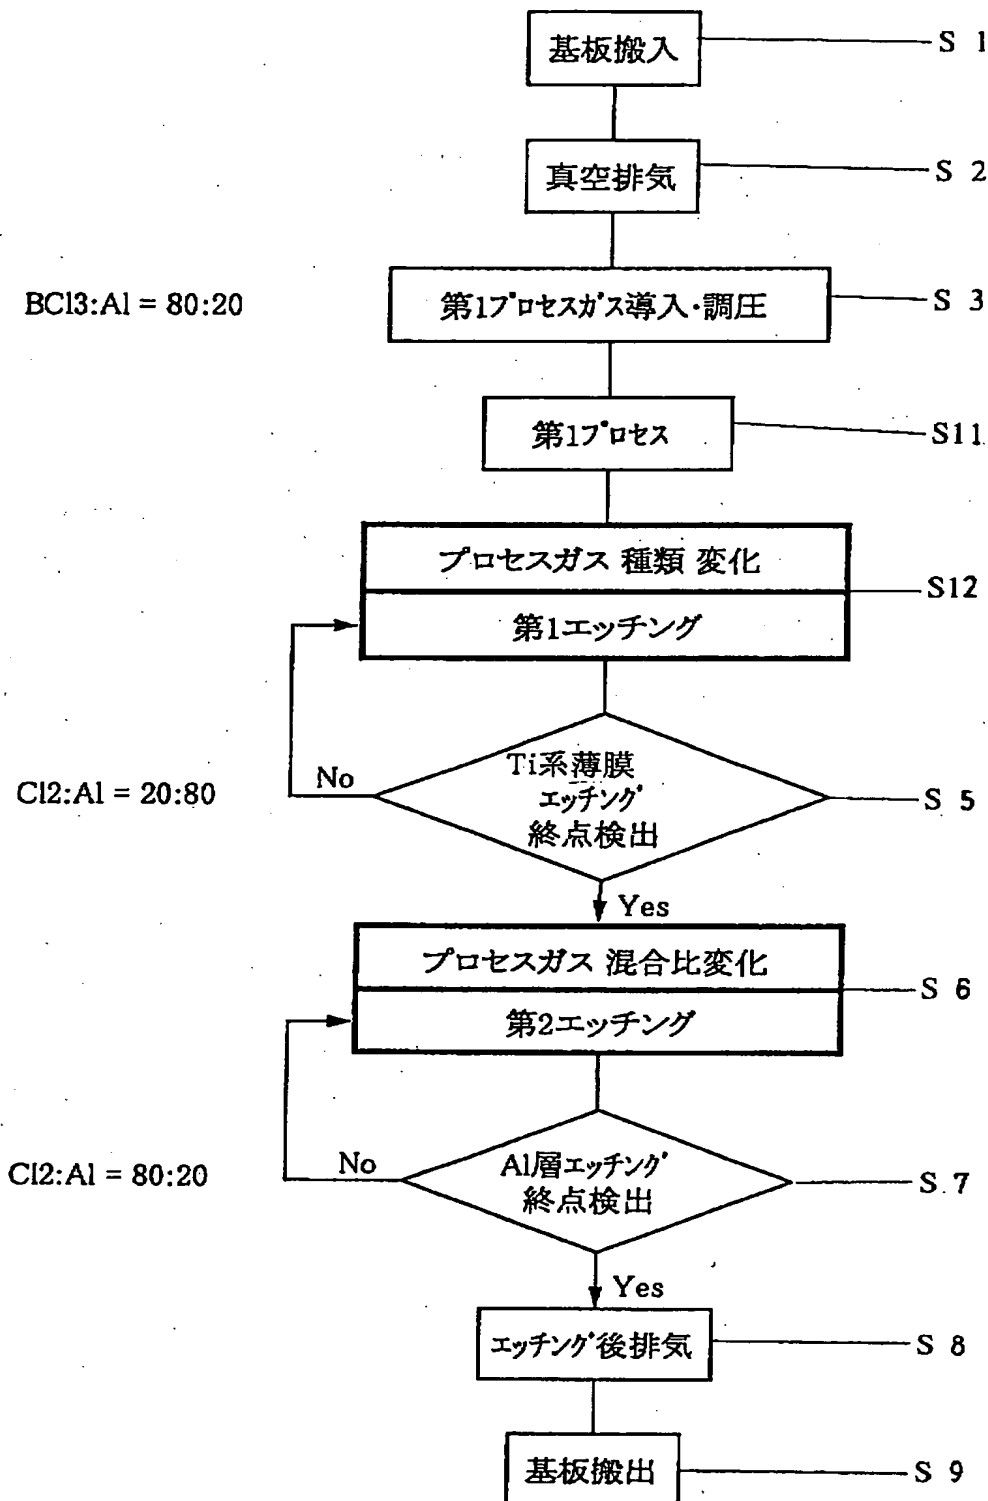 基板搬入
S 1
真空排気
S 2
BCl3:Al = 80:20
第1プロセスガス導入・調圧
S 3
第1プロセス
S11
プロセスガス 種類 変化
S12
第1エッチング
Ti系薄膜
エッチング
終点検出
No
Cl2:Al = 20:80
S 5
Yes
プロセスガス 混合比変化
S 6
第2エッチング
Al層エッチング
終点検出
No
Cl2:Al = 80:20
S 7
Yes
エッチング後排気
S 8
基板搬出
S 9